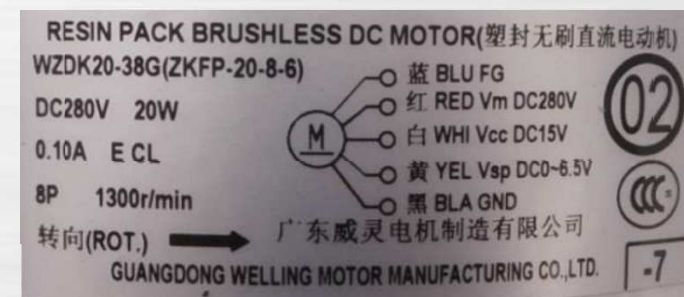 RESIN PACK BRUSHLESS DC MOTOR(塑封无刷直流电动机)
WZDK20-38G(ZKFP-20-8-6)
DC280V 20W
0.10A E CL
8P 1300r/min
转向(ROT.)
M
蓝 BLU FG
红 RED Vm DC280V
白 WHI Vcc DC15V
黄 YEL Vsp DC0~6.5V
黑 BLA GND
02
CCC
广东威灵电机制造有限公司
GUANGDONG WELLING MOTOR MANUFACTURING CO.,LTD.
-7